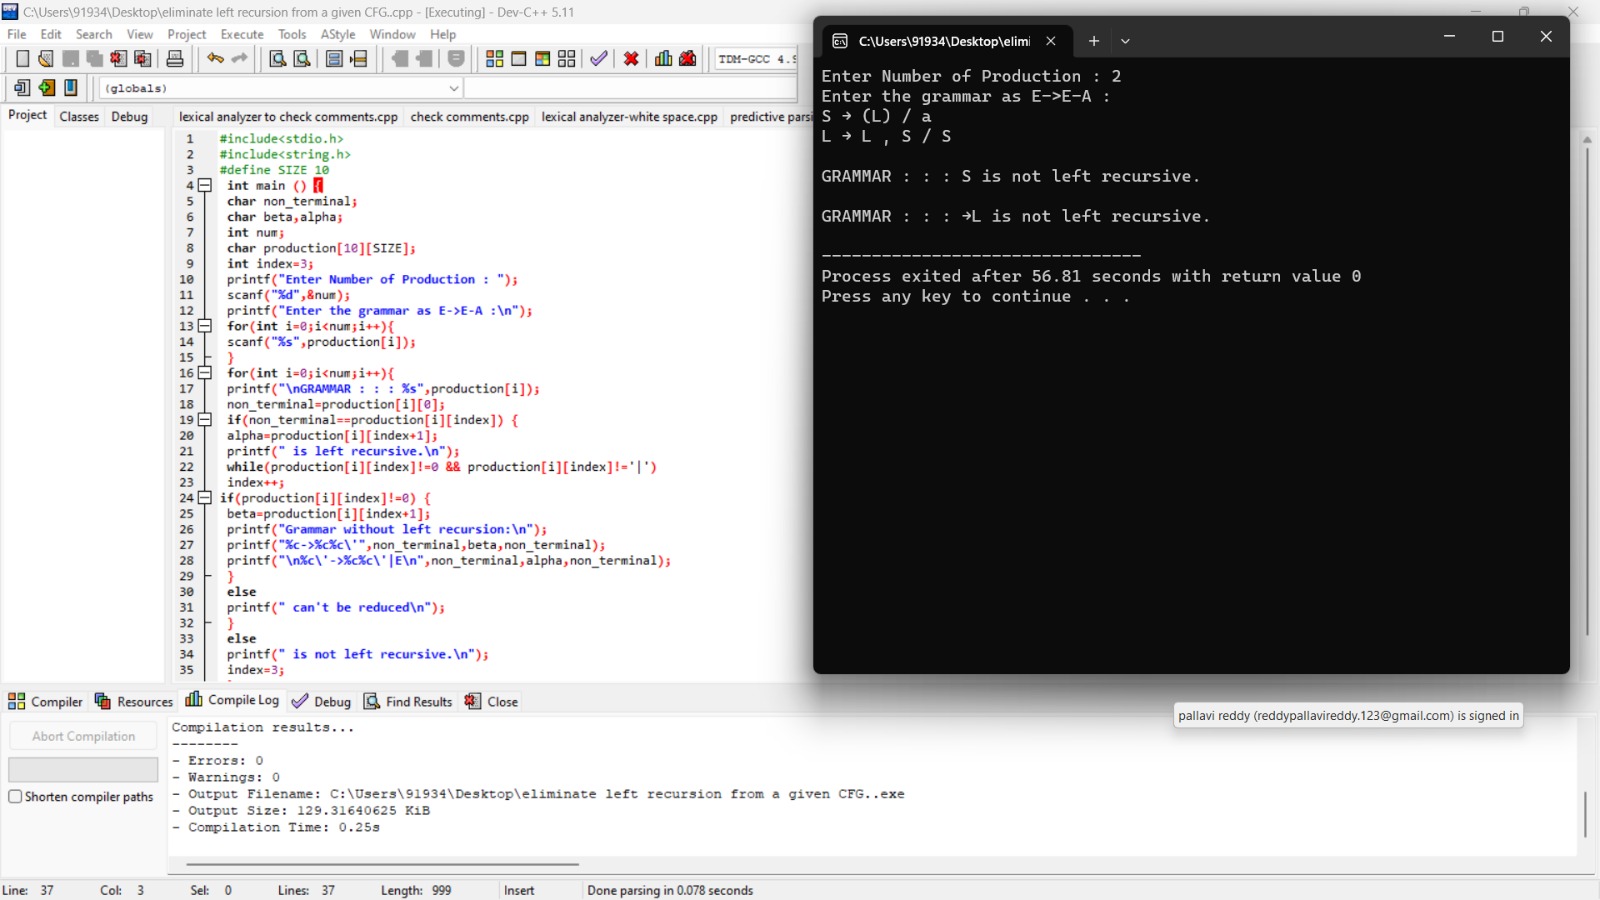 C:\Users\91934\Desktop\eliminate left recursion from a given CFG..cpp - [Executing] - Dev-C++ 5.11
File Edit Search View Project Execute Tools AStyle Window Help
TDM-GCC 4.9
(globals)
Project Classes Debug
lexical analyzer to check comments.cpp check comments.cpp lexical analyzer-white space.cpp predictive parsi
1 #include<stdio.h>
2 #include<string.h>
3 #define SIZE 10
4 int main () {
5 char non_terminal;
6 char beta,alpha;
7 int num;
8 char production[10][SIZE];
9 int index=3;
10 printf("Enter Number of Production : ");
11 scanf("%d",&num);
12 printf("Enter the grammar as E->E-A :\n");
13 for(int i=0;i<num;i++){
14 scanf("%s",production[i]);
15 }
16 for(int i=0;i<num;i++){
17 printf("\nGRAMMAR : : : %s",production[i]);
18 non_terminal=production[i][0];
19 if(non_terminal==production[i][index]) {
20 alpha=production[i][index+1];
21 printf(" is left recursive.\n");
22 while(production[i][index]!=0 && production[i][index]!='|')
23 index++;
24 if(production[i][index]!=0) {
25 beta=production[i][index+1];
26 printf("Grammar without left recursion:\n");
27 printf("%c->%c%c\'",non_terminal,beta,non_terminal);
28 printf("\n%c\'->%c%c\'|E\n",non_terminal,alpha,non_terminal);
29 }
30 else
31 printf(" can't be reduced\n");
32 }
33 else
34 printf(" is not left recursive.\n");
35 index=3;
C:\Users\91934\Desktop\elimi
Enter Number of Production : 2
Enter the grammar as E->E-A :
S → (L) / a
L → L , S / S
GRAMMAR : : : S is not left recursive.
GRAMMAR : : : →L is not left recursive.
--------------------------------
Process exited after 56.81 seconds with return value 0
Press any key to continue . . .
pallavi reddy (reddypallavireddy.123@gmail.com) is signed in
Compiler Resources Compile Log Debug Find Results Close
Abort Compilation
Shorten compiler paths
Compilation results...
--------
- Errors: 0
- Warnings: 0
- Output Filename: C:\Users\91934\Desktop\eliminate left recursion from a given CFG..exe
- Output Size: 129.31640625 KiB
- Compilation Time: 0.25s
Line: 37 Col: 3 Sel: 0 Lines: 37 Length: 999 Insert Done parsing in 0.078 seconds